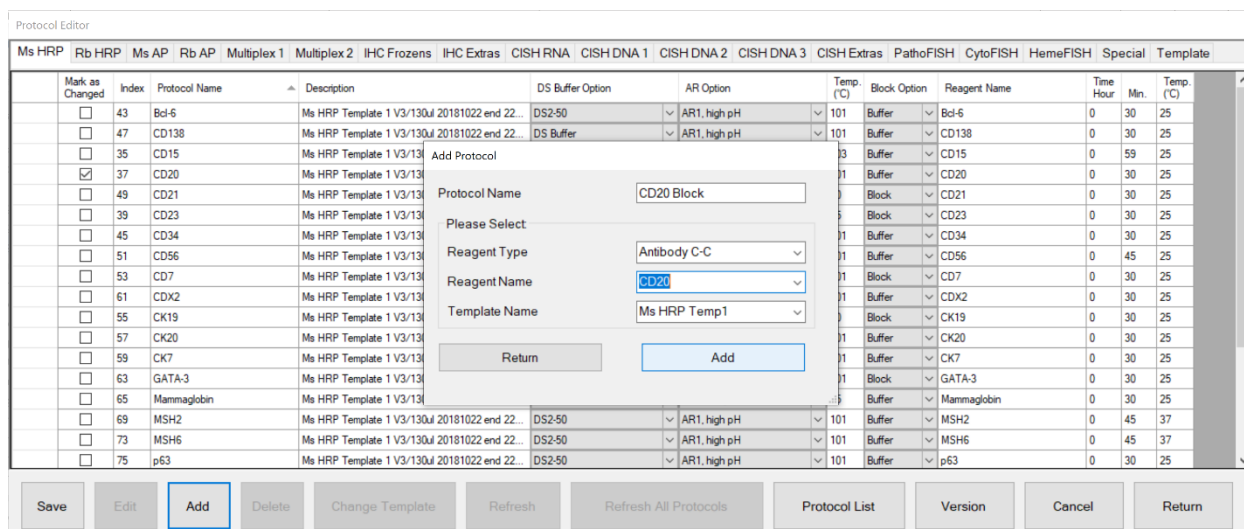 Protocol Editor
Ms HRP Rb HRP Ms AP Rb AP Multiplex 1 Multiplex 2 IHC Frozens IHC Extras CISH RNA CISH DNA 1 CISH DNA 2 CISH DNA 3 CISH Extras PathoFISH CytoFISH HemeFISH Special Template
Mark as Changed Index Protocol Name Description DS Buffer Option AR Option Temp. (°C) Block Option Reagent Name Time Hour Min. Temp. (°C)
43 Bcl-6 Ms HRP Template 1 V3/130ul 20181022 end 22... DS2-50 AR1, high pH 101 Buffer Bcl-6 0 30 25
47 CD138 Ms HRP Template 1 V3/130ul 20181022 end 22... DS Buffer AR1, high pH 101 Buffer CD138 0 30 25
35 CD15 Ms HRP Template 1 V3/130 03 Buffer CD15 0 59 25
37 CD20 Ms HRP Template 1 V3/130 01 Buffer CD20 0 30 25
49 CD21 Ms HRP Template 1 V3/130 Block CD21 0 30 25
39 CD23 Ms HRP Template 1 V3/130 Block CD23 0 30 25
45 CD34 Ms HRP Template 1 V3/130 01 Buffer CD34 0 30 25
51 CD56 Ms HRP Template 1 V3/130 01 Buffer CD56 0 45 25
53 CD7 Ms HRP Template 1 V3/130 01 Block CD7 0 30 25
61 CDX2 Ms HRP Template 1 V3/130 01 Buffer CDX2 0 30 25
55 CK19 Ms HRP Template 1 V3/130 Block CK19 0 30 25
57 CK20 Ms HRP Template 1 V3/130 01 Buffer CK20 0 30 25
59 CK7 Ms HRP Template 1 V3/130 01 Buffer CK7 0 30 25
63 GATA-3 Ms HRP Template 1 V3/130 01 Block GATA-3 0 30 25
65 Mammaglobin Ms HRP Template 1 V3/130 Buffer Mammaglobin 0 30 25
69 MSH2 Ms HRP Template 1 V3/130ul 20181022 end 22... DS2-50 AR1, high pH 101 Buffer MSH2 0 45 37
73 MSH6 Ms HRP Template 1 V3/130ul 20181022 end 22... DS2-50 AR1, high pH 101 Buffer MSH6 0 45 37
75 p63 Ms HRP Template 1 V3/130ul 20181022 end 22... DS2-50 AR1, high pH 101 Buffer p63 0 30 25
Add Protocol
Protocol Name CD20 Block
Please Select
Reagent Type Antibody C-C
Reagent Name CD20
Template Name Ms HRP Temp1
Return Add
Save Edit Add Delete Change Template Refresh Refresh All Protocols Protocol List Version Cancel Return